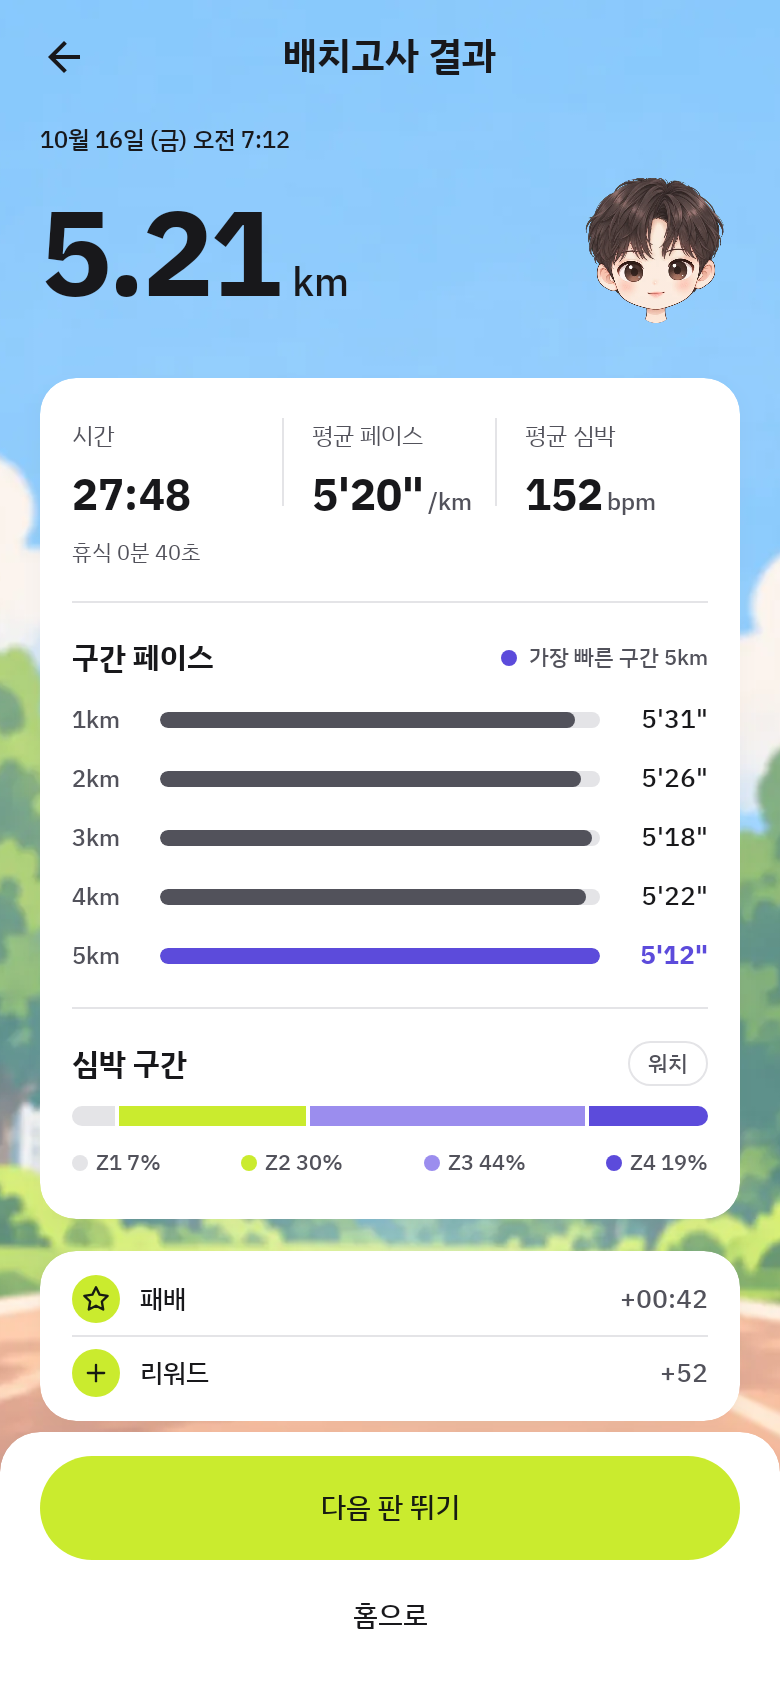 배치고사 결과
10월 16일 (금) 오전 7:12
5.21 km
시간 평균 페이스 평균 심박
27:48 5'20" /km 152 bpm
휴식 0분 40초
구간 페이스 가장 빠른 구간 5km
1km 5'31"
2km 5'26"
3km 5'18"
4km 5'22"
5km 5'12"
심박 구간 워치
Z1 7% Z2 30% Z3 44% Z4 19%
패배 +00:42
리워드 +52
다음 판 뛰기
홈으로